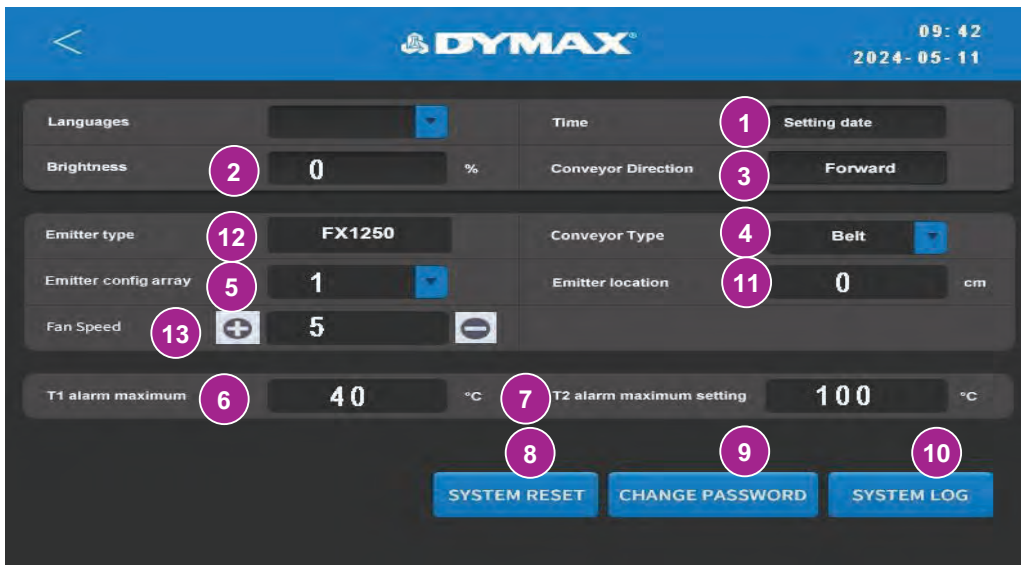 DYMAX
09:42
2024-05-11
Languages
Time 1 Setting date
Brightness 2 0 %
Conveyor Direction 3 Forward
Emitter type 12 FX1250
Conveyor Type 4 Belt
Emitter config array 5 1
Emitter location 11 0 cm
Fan Speed 13 + 5 -
T1 alarm maximum 6 40 °C
7 T2 alarm maximum setting 100 °C
8 9 10
SYSTEM RESET CHANGE PASSWORD SYSTEM LOG